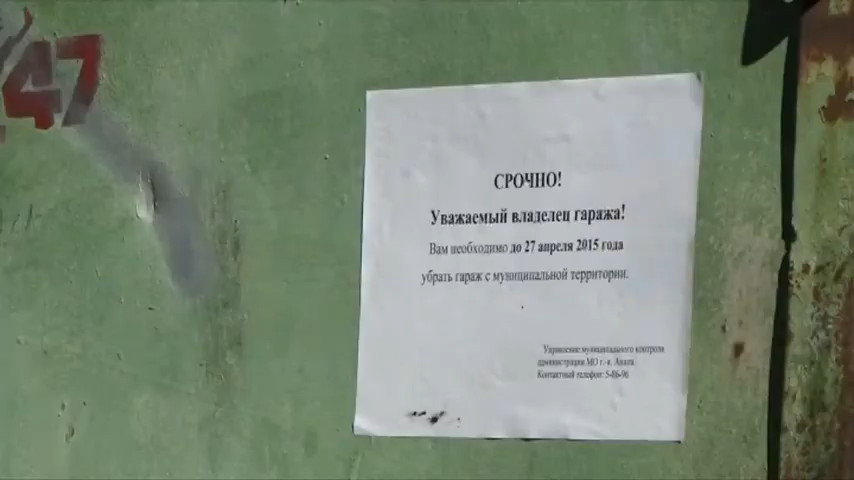 47
СРОЧНО!
Уважаемый владелец гаража!
Вам необходимо до 27 апреля 2015 года
убрать гараж с муниципальной территории.
Управление муниципального контроля
администрации МО г.-к. Анапа.
Контактный телефон: 5-86-96